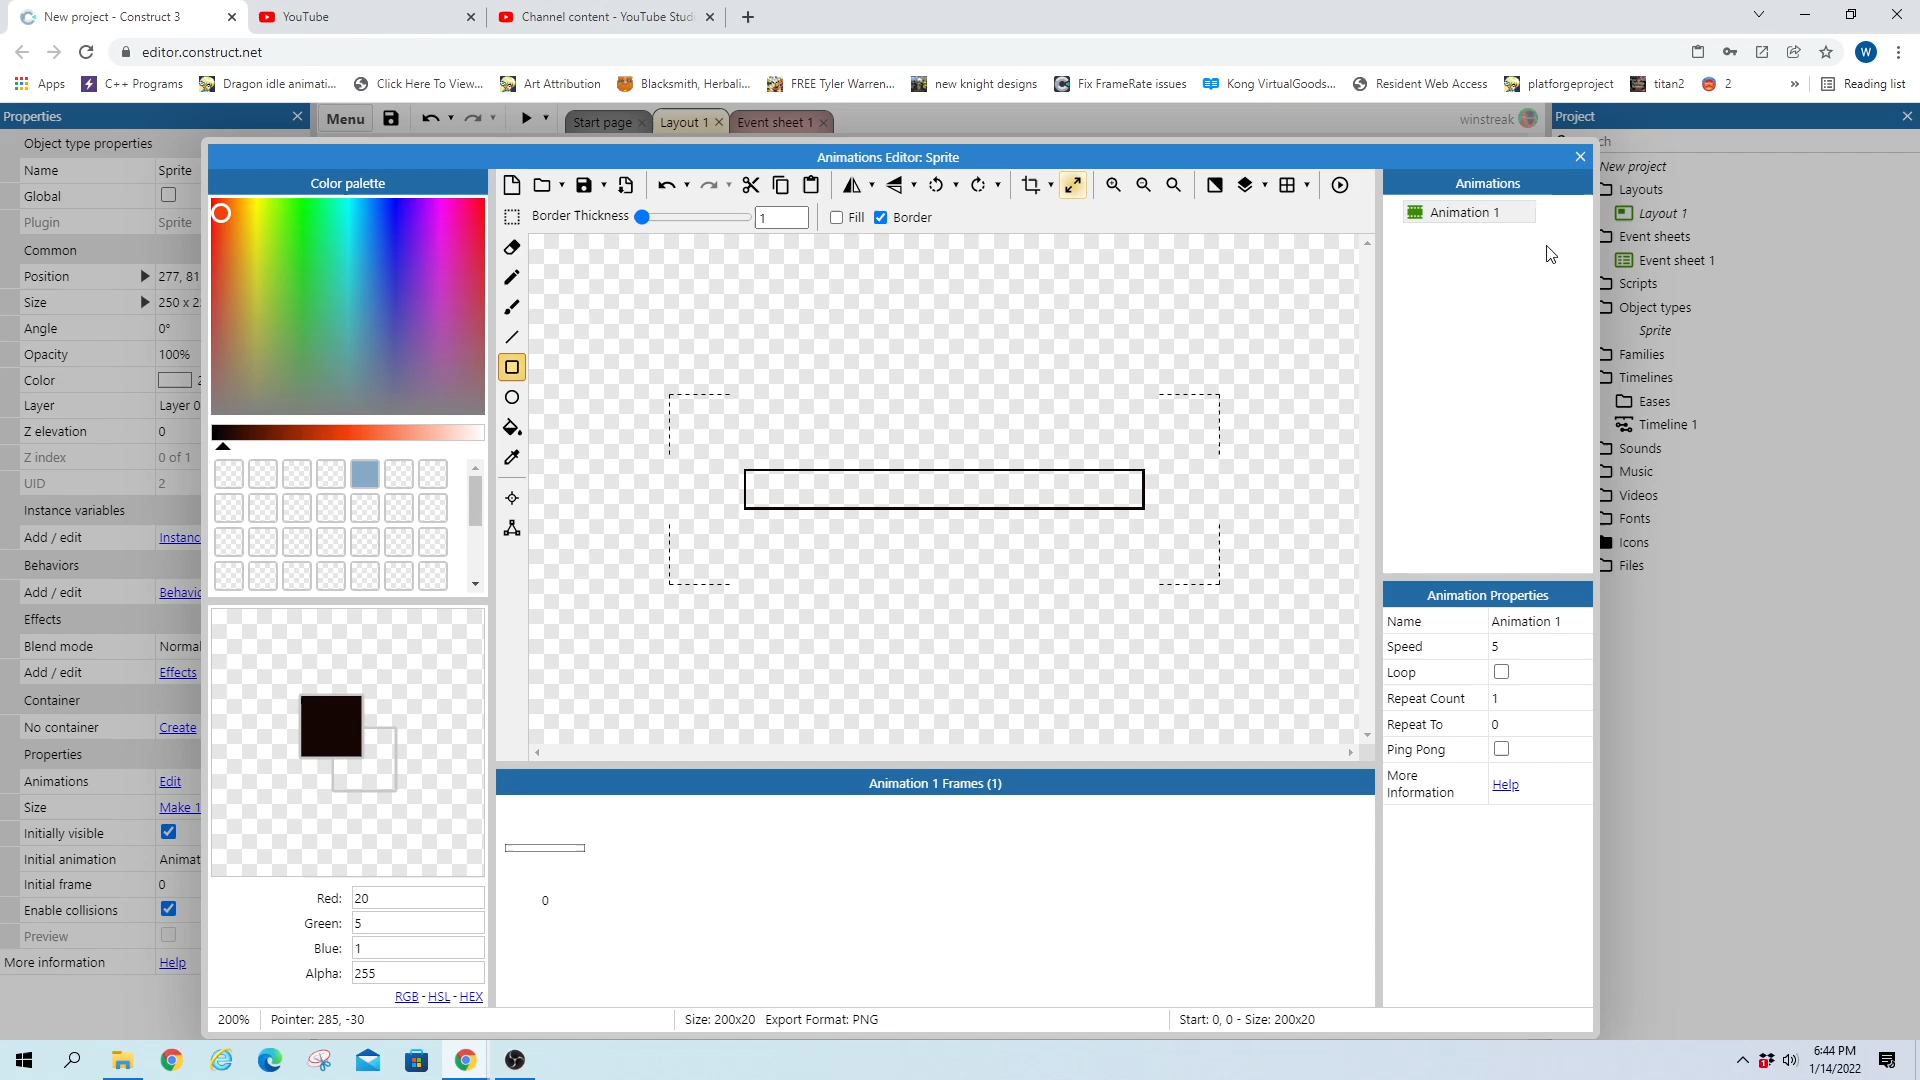 New project - Construct 3
YouTube
Channel content - YouTube Stud
editor.construct.net
W
Apps
C++ Programs
Dragon idle animati...
Click Here To View...
Art Attribution
Blacksmith, Herbali...
FREE Tyler Warren...
new knight designs
Fix FrameRate issues
Kong VirtualGoods...
Resident Web Access
platforgeproject
titan2
2
»
Reading list
Properties
Menu
Start page
Layout 1
Event sheet 1
winstreak
Project
Object type properties
Name
Sprite
Global
Plugin
Sprite
Common
Position
277, 81
Size
250 x 2
Angle
0°
Opacity
100%
Color
Layer
Layer 0
Z elevation
0
Z index
0 of 1
UID
2
Instance variables
Add / edit
Instanc
Behaviors
Add / edit
Behavio
Effects
Blend mode
Normal
Add / edit
Effects
Container
No container
Create
Properties
Animations
Edit
Size
Make 1
Initially visible
Initial animation
Animat
Initial frame
0
Enable collisions
Preview
More information
Help
Animations Editor: Sprite
Color palette
Red:
20
Green:
5
Blue:
1
Alpha:
255
RGB - HSL - HEX
Border Thickness
1
Fill
Border
Animation 1 Frames (1)
0
Animations
Animation 1
Animation Properties
Name
Animation 1
Speed
5
Loop
Repeat Count
1
Repeat To
0
Ping Pong
More
Information
Help
200%
Pointer: 285, -30
Size: 200x20
Export Format: PNG
Start: 0, 0 - Size: 200x20
ch
New project
Layouts
Layout 1
Event sheets
Event sheet 1
Scripts
Object types
Sprite
Families
Timelines
Eases
Timeline 1
Sounds
Music
Videos
Fonts
Icons
Files
6:44 PM
1/14/2022